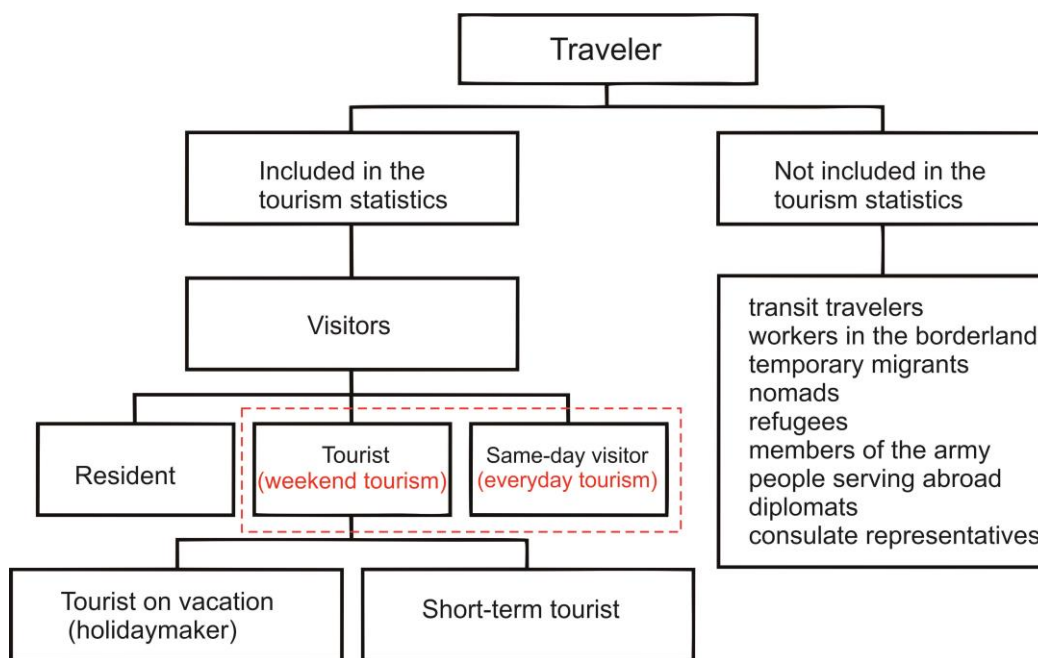 Traveler
Included in the
tourism statistics
Not included in the
tourism statistics
Visitors
transit travelers
workers in the borderland
temporary migrants
nomads
refugees
members of the army
people serving abroad
diplomats
consulate representatives
Resident
Tourist
(weekend tourism)
Same-day visitor
(everyday tourism)
Tourist on vacation
(holidaymaker)
Short-term tourist